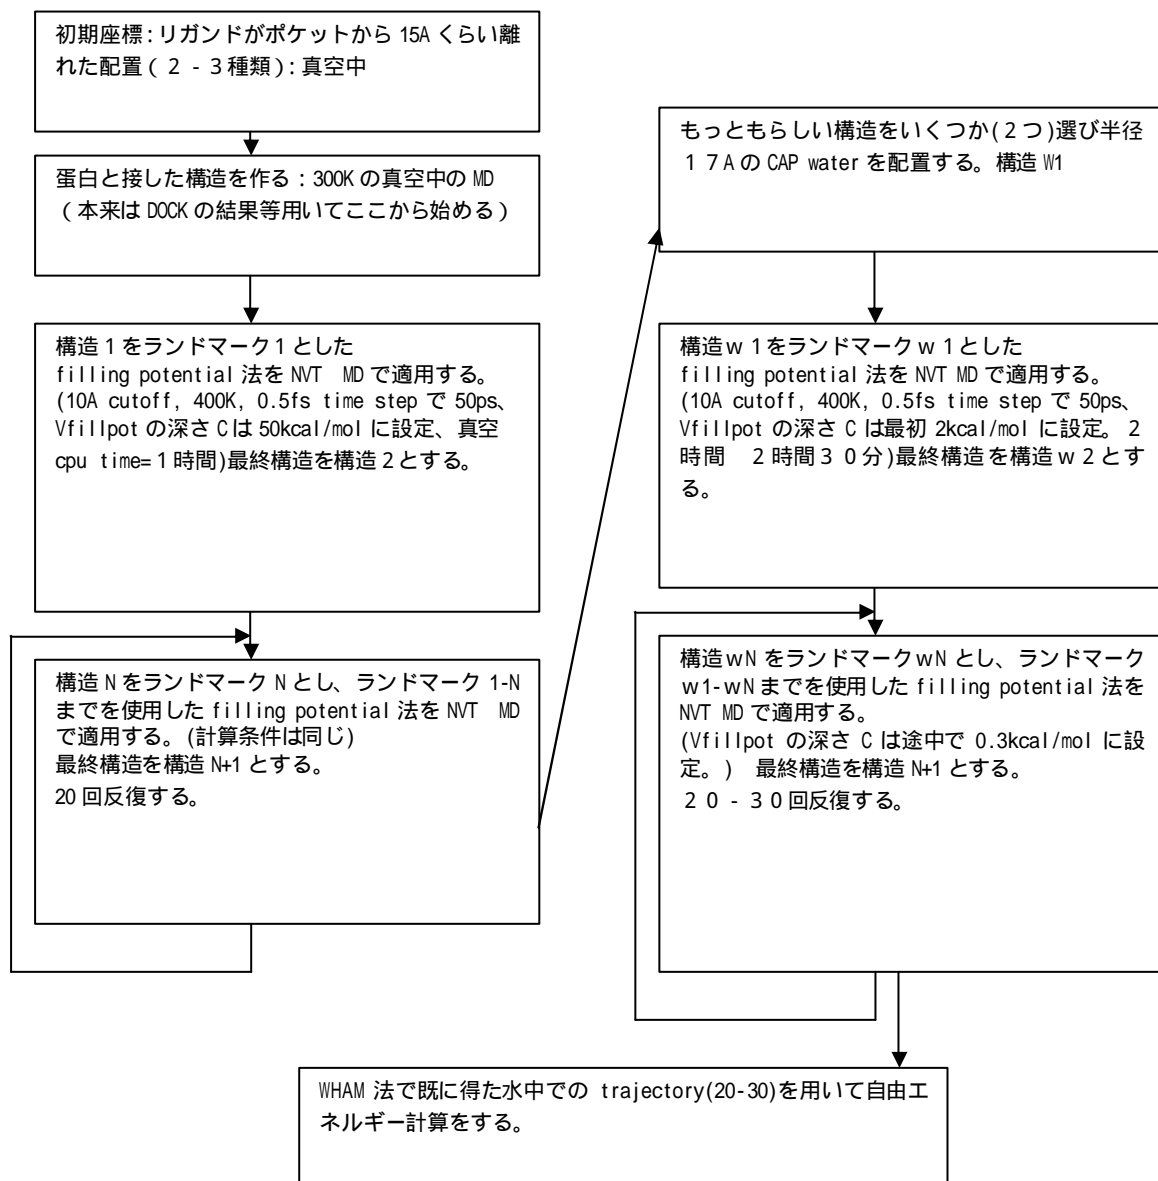 初期座標:リガンドがポケットから 15A くらい離
れた配置(2-3種類):真空中
蛋白と接した構造を作る:300K の真空中の MD
(本来は DOCK の結果等用いてここから始める)
構造1をランドマーク1とした
filling potential 法を NVT MD で適用する。
(10A cutoff, 400K, 0.5fs time step で 50ps、
Vfillpot の深さ C は 50kcal/mol に設定、真空
cpu time=1時間)最終構造を構造2とする。
構造 N をランドマーク N とし、ランドマーク 1-N
までを使用した filling potential 法を NVT MD
で適用する。(計算条件は同じ)
最終構造を構造 N+1 とする。
20 回反復する。
もっともらしい構造をいくつか(2つ)選び半径
17A の CAP water を配置する。構造 W1
構造w1をランドマークw1とした
filling potential 法を NVT MD で適用する。
(10A cutoff, 400K, 0.5fs time step で 50ps、
Vfillpot の深さ C は最初 2kcal/mol に設定。2
時間 2時間30分)最終構造を構造w2とす
る。
構造wN をランドマークwN とし、ランドマーク
w1-wN までを使用した filling potential 法を
NVT MD で適用する。
(Vfillpot の深さ C は途中で 0.3kcal/mol に設
定。) 最終構造を構造 N+1 とする。
20-30回反復する。
WHAM 法で既に得た水中での trajectory(20-30)を用いて自由エ
ネルギー計算をする。